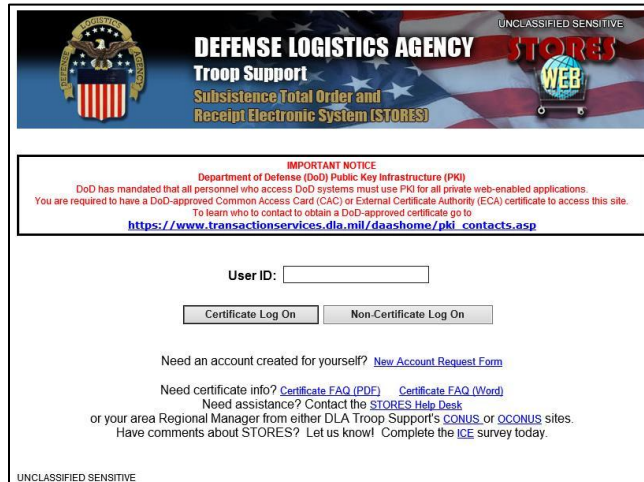 UNCLASSIFIED SENSITIVE
DEFENSE LOGISTICS AGENCY
Troop Support
Subsistence Total Order and
Receipt Electronic System (STORES)
STORES
WEB
DEFENSE LOGISTICS AGENCY
IMPORTANT NOTICE
Department of Defense (DoD) Public Key Infrastructure (PKI)
DoD has mandated that all personnel who access DoD systems must use PKI for all private web-enabled applications.
You are required to have a DoD-approved Common Access Card (CAC) or External Certificate Authority (ECA) certificate to access this site.
To learn who to contact to obtain a DoD-approved certificate go to
https://www.transactionservices.dla.mil/daashome/pki_contacts.asp
User ID:
Certificate Log On Non-Certificate Log On
Need an account created for yourself? New Account Request Form
Need certificate info? Certificate FAQ (PDF) Certificate FAQ (Word)
Need assistance? Contact the STORES Help Desk
or your area Regional Manager from either DLA Troop Support's CONUS or OCONUS sites.
Have comments about STORES? Let us know! Complete the ICE survey today.
UNCLASSIFIED SENSITIVE